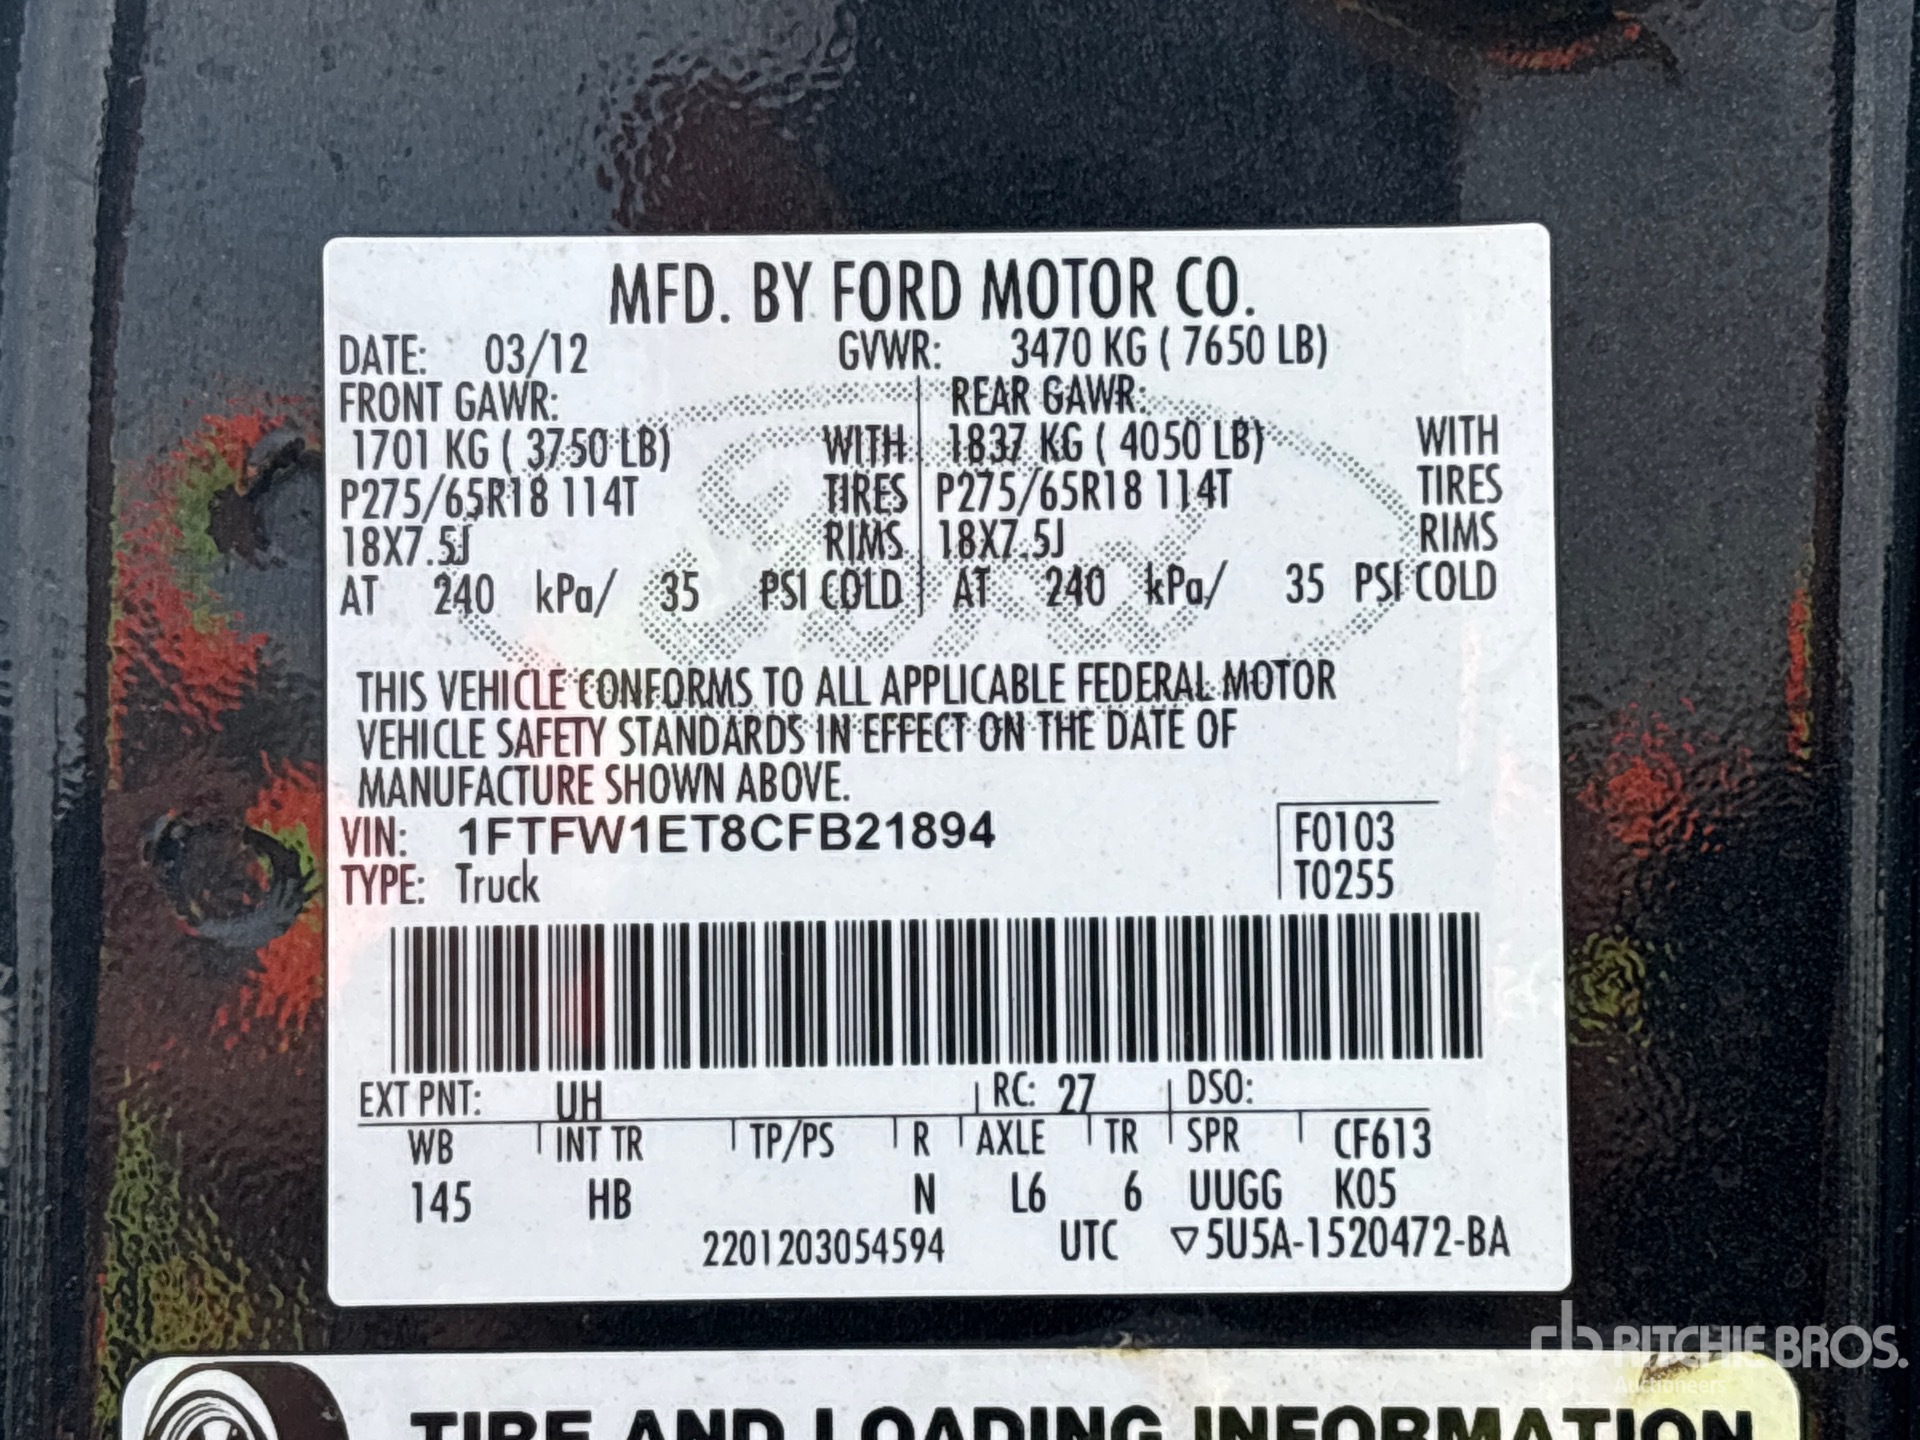 MFD. BY FORD MOTOR CO.
DATE: 03/12 GVWR: 3470 KG ( 7650 LB)
FRONT GAWR: REAR GAWR:
1701 KG ( 3750 LB) WITH 1837 KG ( 4050 LB) WITH
P275/65R18 114T TIRES P275/65R18 114T TIRES
18X7.5J RIMS 18X7.5J RIMS
AT 240 kPa/ 35 PSI COLD AT 240 kPa/ 35 PSI COLD
THIS VEHICLE CONFORMS TO ALL APPLICABLE FEDERAL MOTOR
VEHICLE SAFETY STANDARDS IN EFFECT ON THE DATE OF
MANUFACTURE SHOWN ABOVE.
VIN: 1FTFW1ET8CFB21894 F0103
TYPE: Truck T0255
EXT PNT: UH RC: 27 DSO:
WB INT TR TP/PS R AXLE TR SPR CF613
145 HB N L6 6 UUGG K05
2201203054594 UTC ▽5U5A-1520472-BA
rb RITCHIE BROS.
Auctioneers
TIRE AND LOADING INFORMATION